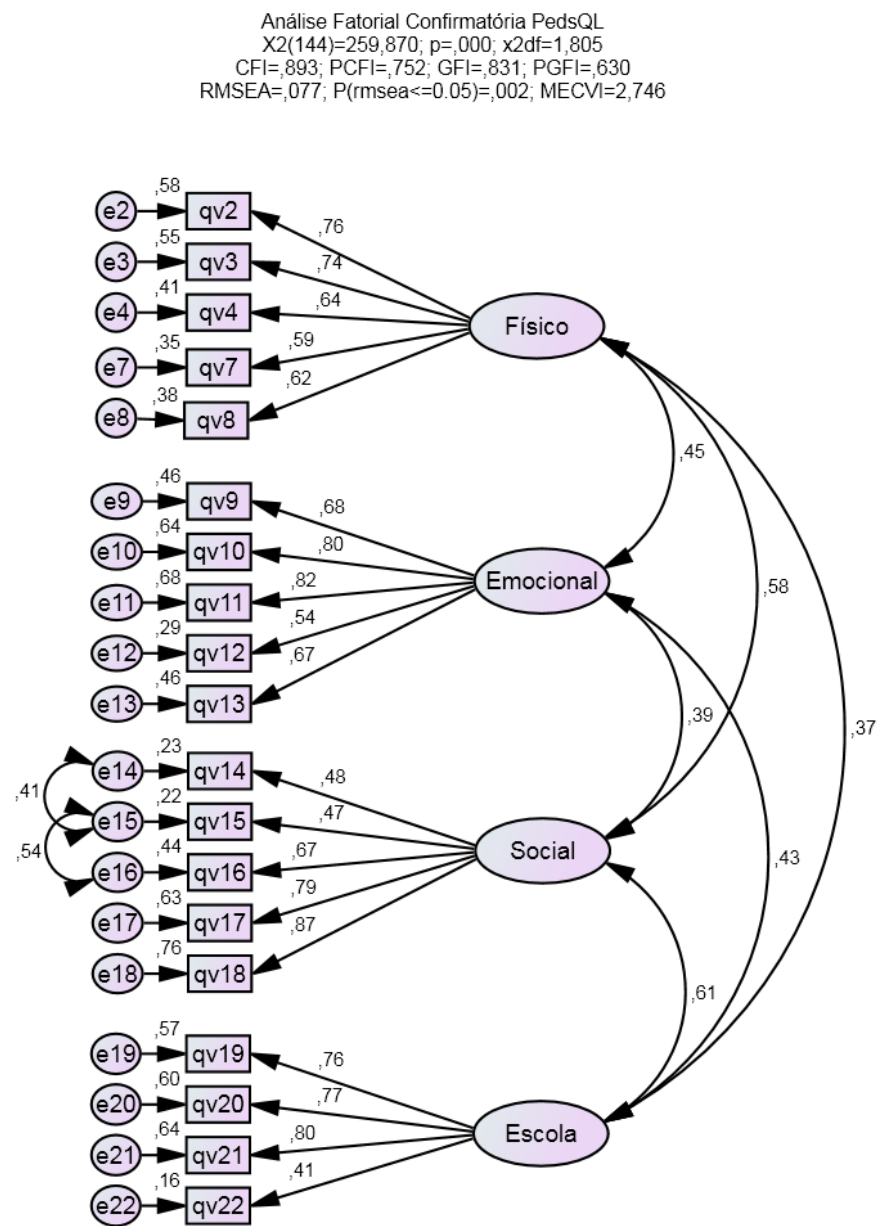 Análise Fatorial Confirmatória PedsQL
X2(144)=259,870; p=,000; x2df=1,805
CFI=,893; PCFI=,752; GFI=,831; PGFI=,630
RMSEA=,077; P(rmsea<=0.05)=,002; MECVI=2,746
,58
e2 qv2
,76
,55
e3 qv3
,74
,41
e4 qv4
,64
Físico
,35
e7 qv7
,59
,38
e8 qv8
,62
,45
,46
e9 qv9
,68
,64
e10 qv10
,80
,68
e11 qv11
,82
Emocional
,58
,29
e12 qv12
,54
,46
e13 qv13
,67
,39
,37
,23
e14 qv14
,48
,41
,22
e15 qv15
,47
,54
,44
e16 qv16
,67
Social
,43
,63
e17 qv17
,79
,76
e18 qv18
,87
,61
,57
e19 qv19
,76
,60
e20 qv20
,77
,64
e21 qv21
,80
Escola
,16
e22 qv22
,41